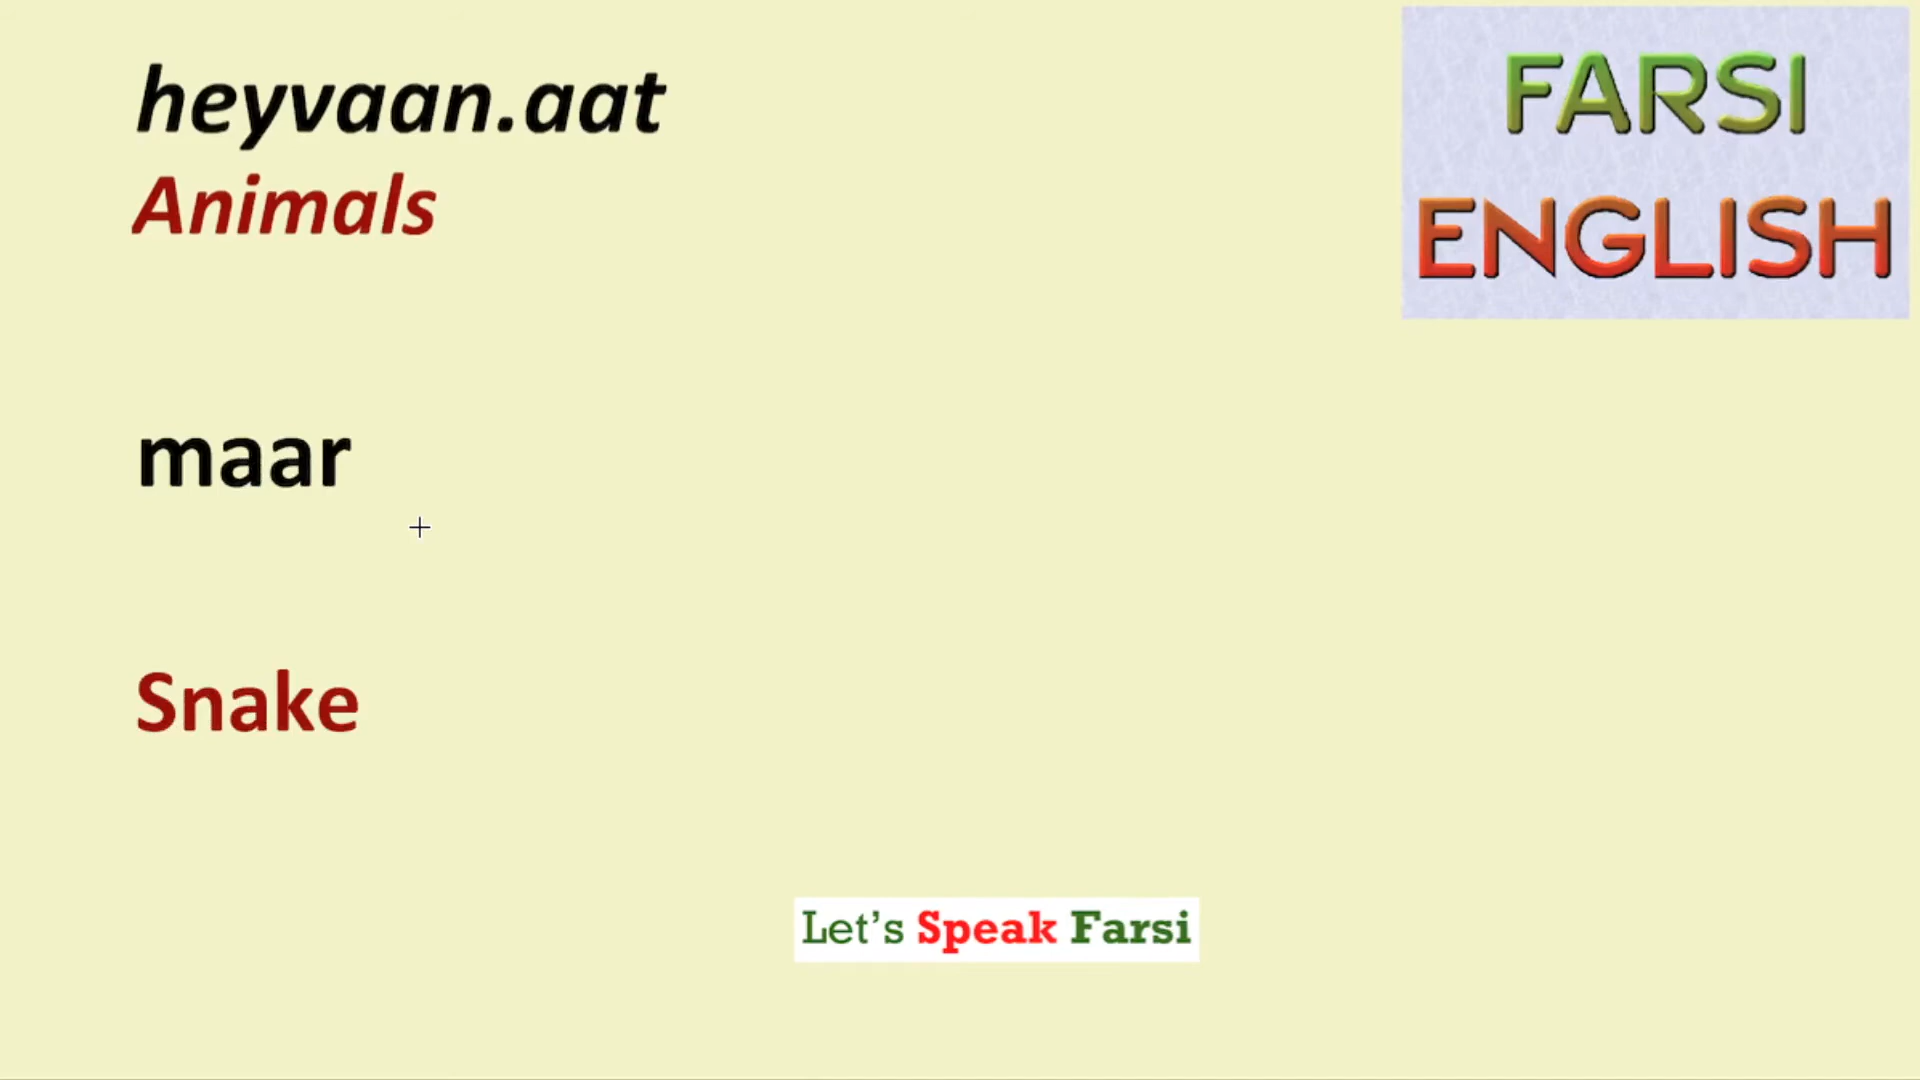 heyvaan.aat
Animals
FARSI
ENGLISH
maar
Snake
Let's Speak Farsi